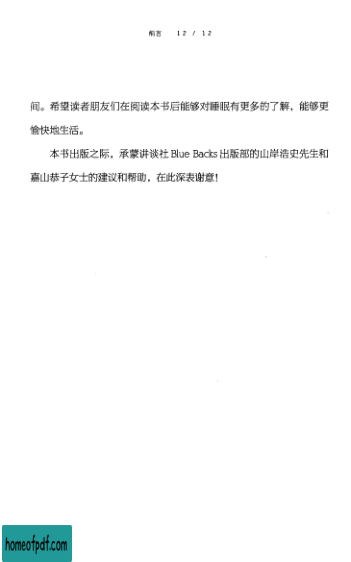 前言 12 / 12
间。希望读者朋友们在阅读本书后能够对睡眠有更多的了解，能够更
愉快地生活。
本书出版之际，承蒙讲谈社 Blue Backs 出版部的山岸浩史先生和
嘉山恭子女士的建议和帮助，在此深表谢意！
homeofpdf.com